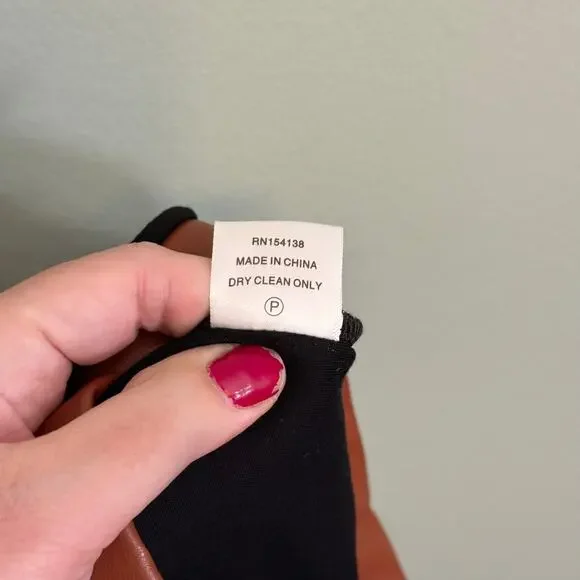 RN154138
MADE IN CHINA
DRY CLEAN ONLY
P